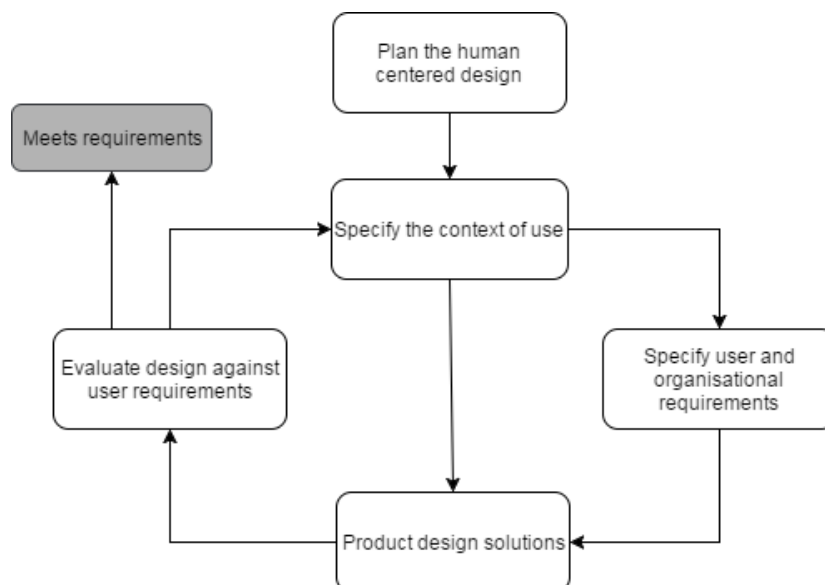 Plan the human
centered design
Meets requirements
Specify the context of use
Evaluate design against
user requirements
Specify user and
organisational
requirements
Product design solutions